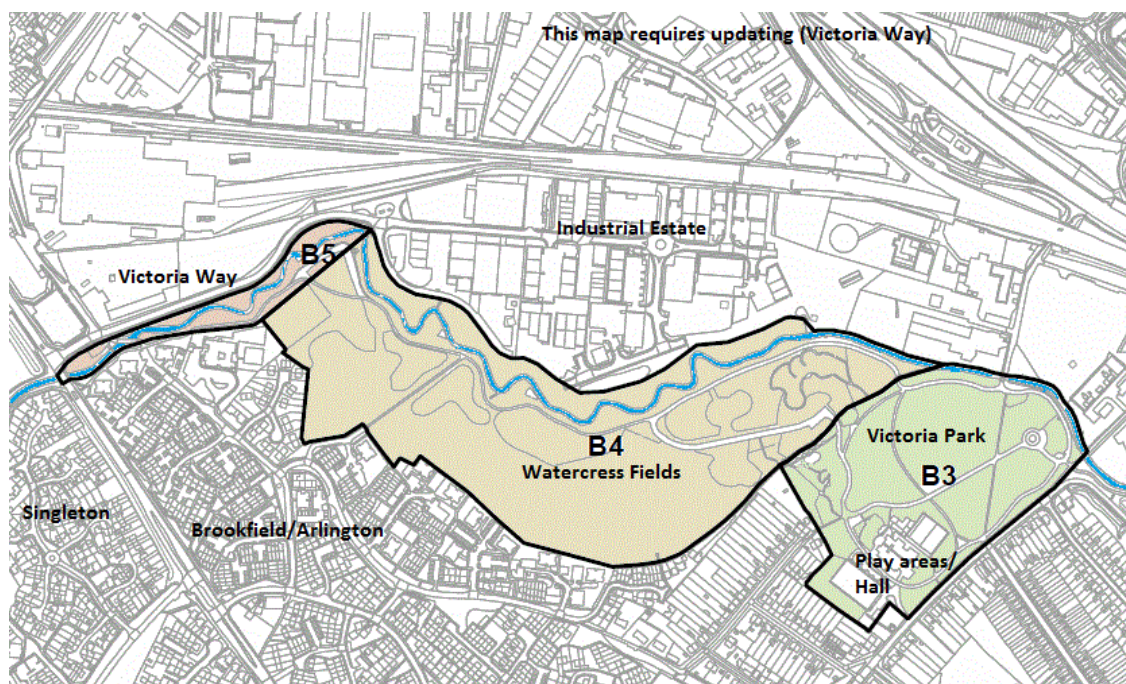 This map requires updating (Victoria Way)
Industrial Estate
B5
Victoria Way
Victoria Park
B4
Watercress Fields
B3
Singleton
Brookfield/Arlington
Play areas/
Hall